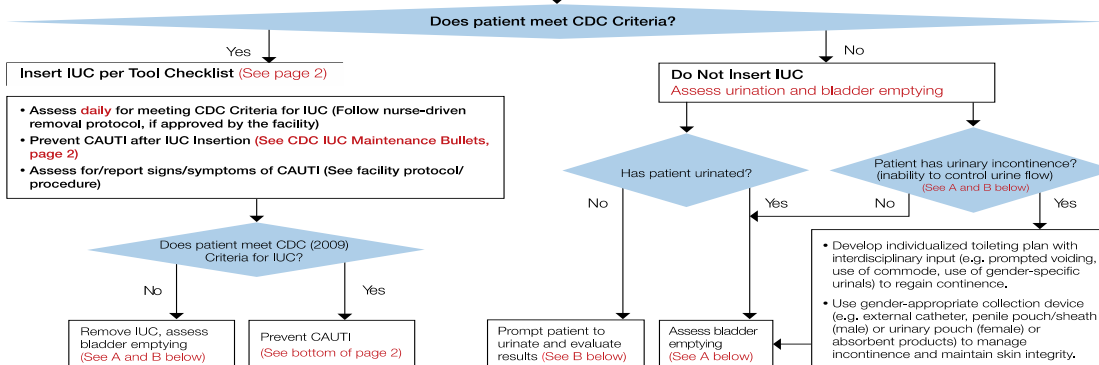 Does patient meet CDC Criteria?
Yes
No
Insert IUC per Tool Checklist (See page 2)
Do Not Insert IUC
Assess urination and bladder emptying
• Assess daily for meeting CDC Criteria for IUC (Follow nurse-driven
removal protocol, if approved by the facility)
• Prevent CAUTI after IUC Insertion (See CDC IUC Maintenance Bullets,
page 2)
• Assess for/report signs/symptoms of CAUTI (See facility protocol/
procedure)
Has patient urinated?
Patient has urinary incontinence?
(inability to control urine flow)
(See A and B below)
No
Yes
No
Yes
Does patient meet CDC (2009)
Criteria for IUC?
No
Yes
• Develop individualized toileting plan with
interdisciplinary input (e.g. prompted voiding,
use of commode, use of gender-specific
urinals) to regain continence.
• Use gender-appropriate collection device
(e.g. external catheter, penile pouch/sheath
(male) or urinary pouch (female) or
absorbent products) to manage
incontinence and maintain skin integrity.
Remove IUC, assess
bladder emptying
(See A and B below)
Prevent CAUTI
(See bottom of page 2)
Prompt patient to
urinate and evaluate
results (See B below)
Assess bladder
emptying
(See A below)